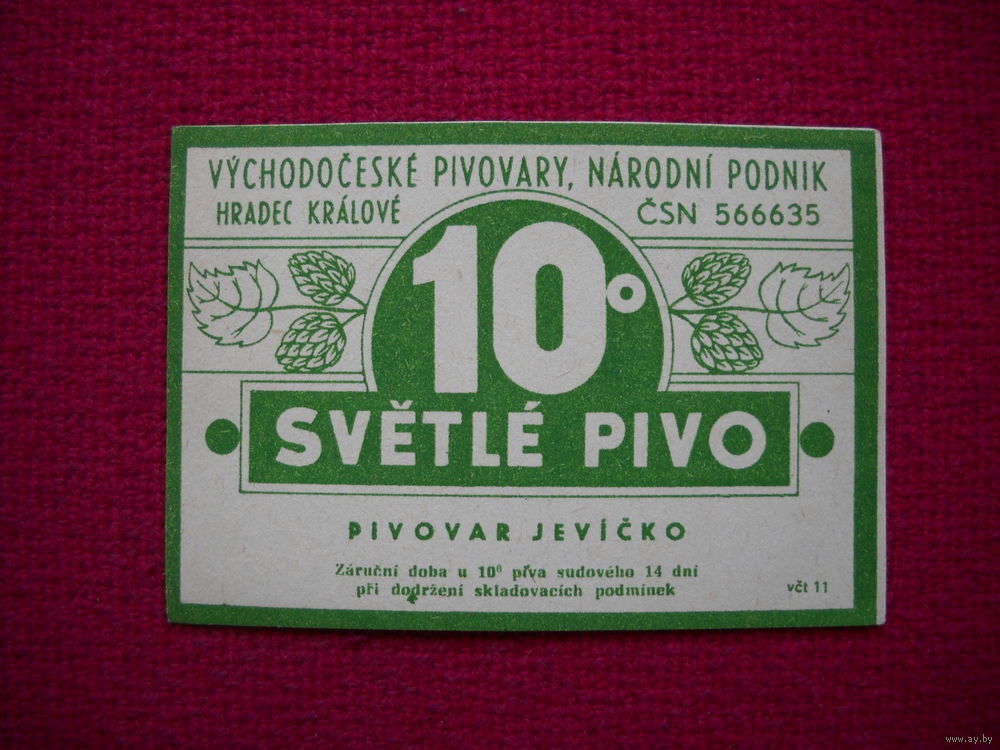 VÝCHODOČESKÉ PIVOVARY, NÁRODNÍ PODNIK
HRADEC KRÁLOVÉ ČSN 566635
10°
SVĚTLÉ PIVO
PIVOVAR JEVÍČKO
Záruční doba u 10° piva sudového 14 dní
při dodržení skladovacích podmínek
včt 11
www.ay.by